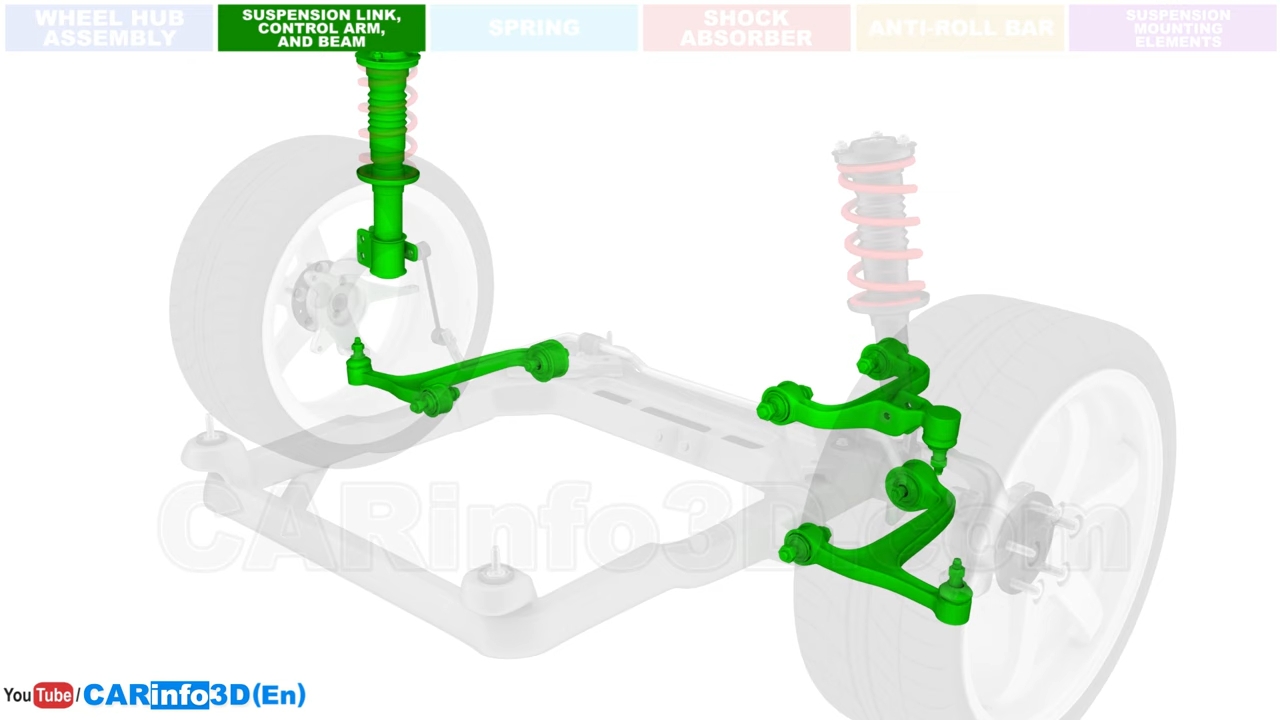 WHEEL HUB
ASSEMBLY
SUSPENSION LINK,
CONTROL ARM,
AND BEAM
SPRING
SHOCK
ABSORBER
ANTI-ROLL BAR
SUSPENSION
MOUNTING
ELEMENTS
CARinfo3D.com
YouTube/CARinfo3D(En)